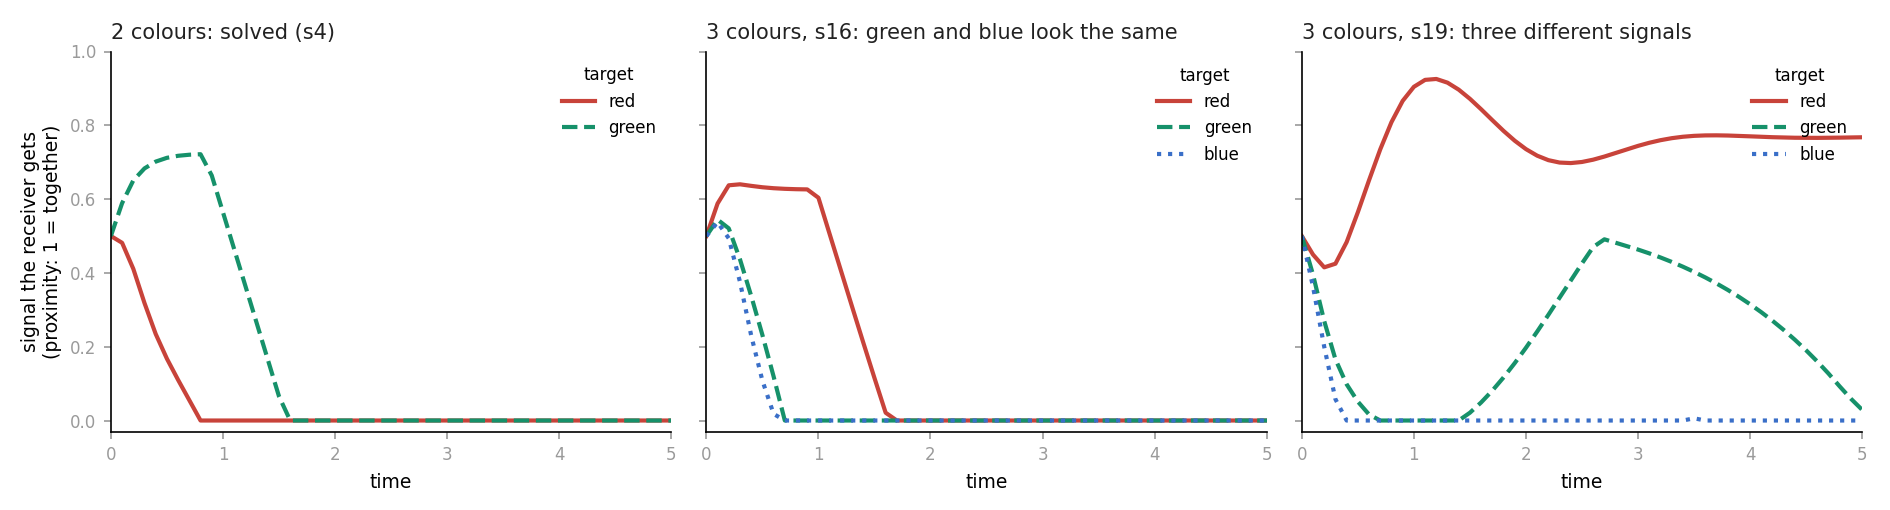 2 colours: solved (s4)
signal the receiver gets
(proximity: 1 = together)
1.0
0.8
0.6
0.4
0.2
0.0
target
red
green
0 1 2 3 4 5
time
3 colours, s16: green and blue look the same
target
red
green
blue
0 1 2 3 4 5
time
3 colours, s19: three different signals
target
red
green
blue
0 1 2 3 4 5
time